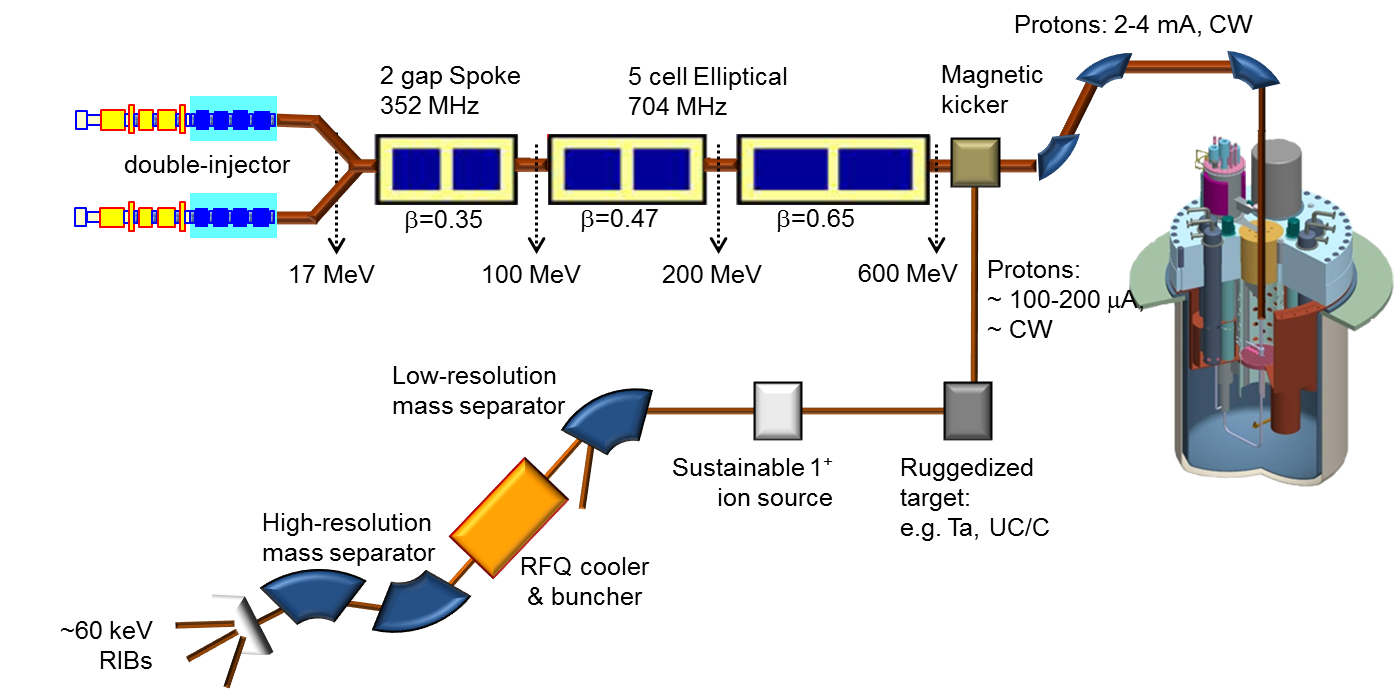 Protons: 2-4 mA, CW
2 gap Spoke
352 MHz
5 cell Elliptical
704 MHz
Magnetic
kicker
double-injector
β=0.35
β=0.47
β=0.65
17 MeV
100 MeV
200 MeV
600 MeV
Protons:
~ 100-200 μA,
~ CW
Low-resolution
mass separator
Sustainable 1⁺
ion source
Ruggedized
target:
e.g. Ta, UC/C
High-resolution
mass separator
RFQ cooler
& buncher
~60 keV
RIBs